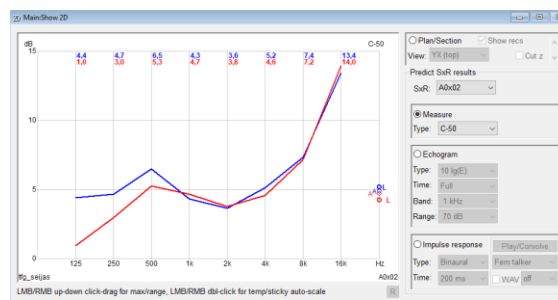 Main:Show 2D
dB
4,4 4,7 6,5 4,3 3,6 5,2 7,4 13,4
C-50
1,0 3,0 5,3 4,7 3,8 4,6 7,2 14,0
15
10
5
0
125 250 500 1k 2k 4k 8k 16k Hz
L
L
tfg_seijas
A0x02
LMB/RMB up-down click-drag for max/range, LMB/RMB dbl-click for temp/sticky auto-scale
R
Plan/Section Show recs
View: YX (top) Cut z
Predict SxR results
SxR: A0x02
Measure
Type: C-50
Echogram
Type: 10 lg(E)
Time: Full
Band: 1 kHz
Range: 70 dB
Impulse response Play/Convolve
Type: Binaural Fem talker
Time: 200 ms WAV off